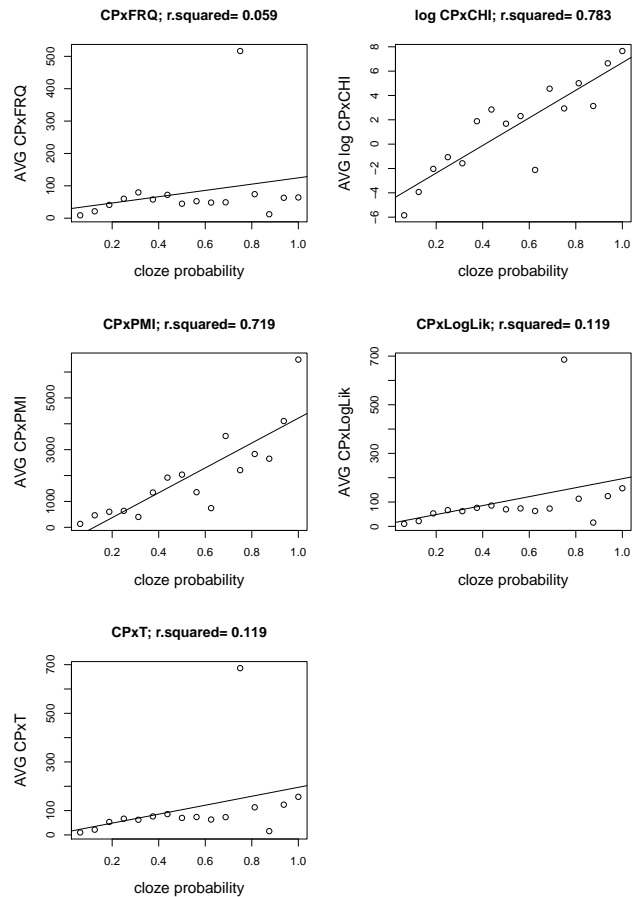 CPxFRQ; r.squared= 0.059
AVG CPxFRQ
0 100 200 300 400 500
0.2 0.4 0.6 0.8 1.0
cloze probability
log CPxCHI; r.squared= 0.783
AVG log CPxCHI
-6 -4 -2 0 2 4 6 8
0.2 0.4 0.6 0.8 1.0
cloze probability
CPxPMI; r.squared= 0.719
AVG CPxPMI
0 1000 3000 5000
0.2 0.4 0.6 0.8 1.0
cloze probability
CPxLogLik; r.squared= 0.119
AVG CPxLogLik
0 100 300 500 700
0.2 0.4 0.6 0.8 1.0
cloze probability
CPxT; r.squared= 0.119
AVG CPxT
0 100 300 500 700
0.2 0.4 0.6 0.8 1.0
cloze probability